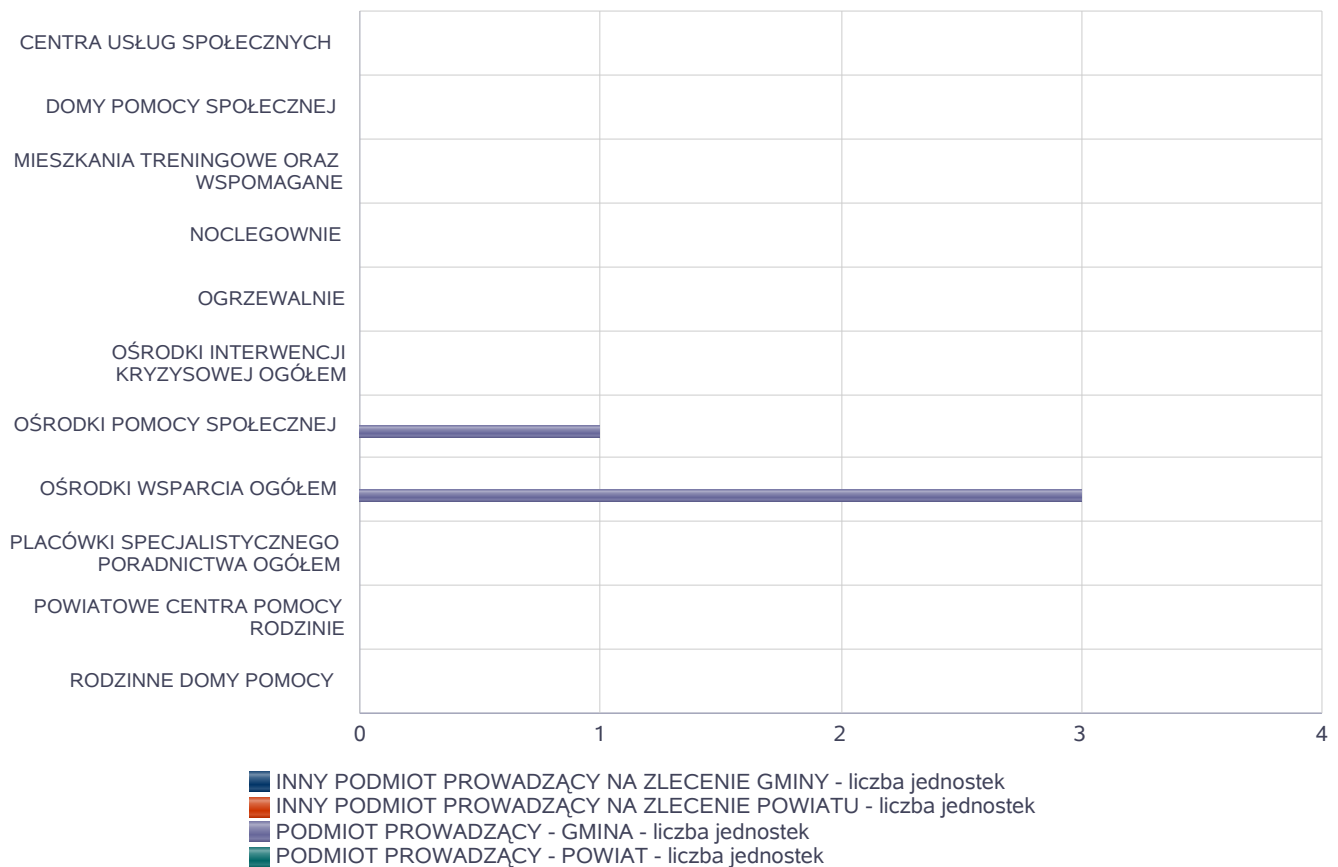 CENTRA USŁUG SPOŁECZNYCH
DOMY POMOCY SPOŁECZNEJ
MIESZKANIA TRENINGOWE ORAZ
WSPOMAGANE
NOCLEGOWNIE
OGRZEWALNIE
OŚRODKI INTERWENCJI
KRYZYSOWEJ OGÓŁEM
OŚRODKI POMOCY SPOŁECZNEJ
OŚRODKI WSPARCIA OGÓŁEM
PLACÓWKI SPECJALISTYCZNEGO
PORADNICTWA OGÓŁEM
POWIATOWE CENTRA POMOCY
RODZINIE
RODZINNE DOMY POMOCY
0 1 2 3 4
INNY PODMIOT PROWADZĄCY NA ZLECENIE GMINY - liczba jednostek
INNY PODMIOT PROWADZĄCY NA ZLECENIE POWIATU - liczba jednostek
PODMIOT PROWADZĄCY - GMINA - liczba jednostek
PODMIOT PROWADZĄCY - POWIAT - liczba jednostek